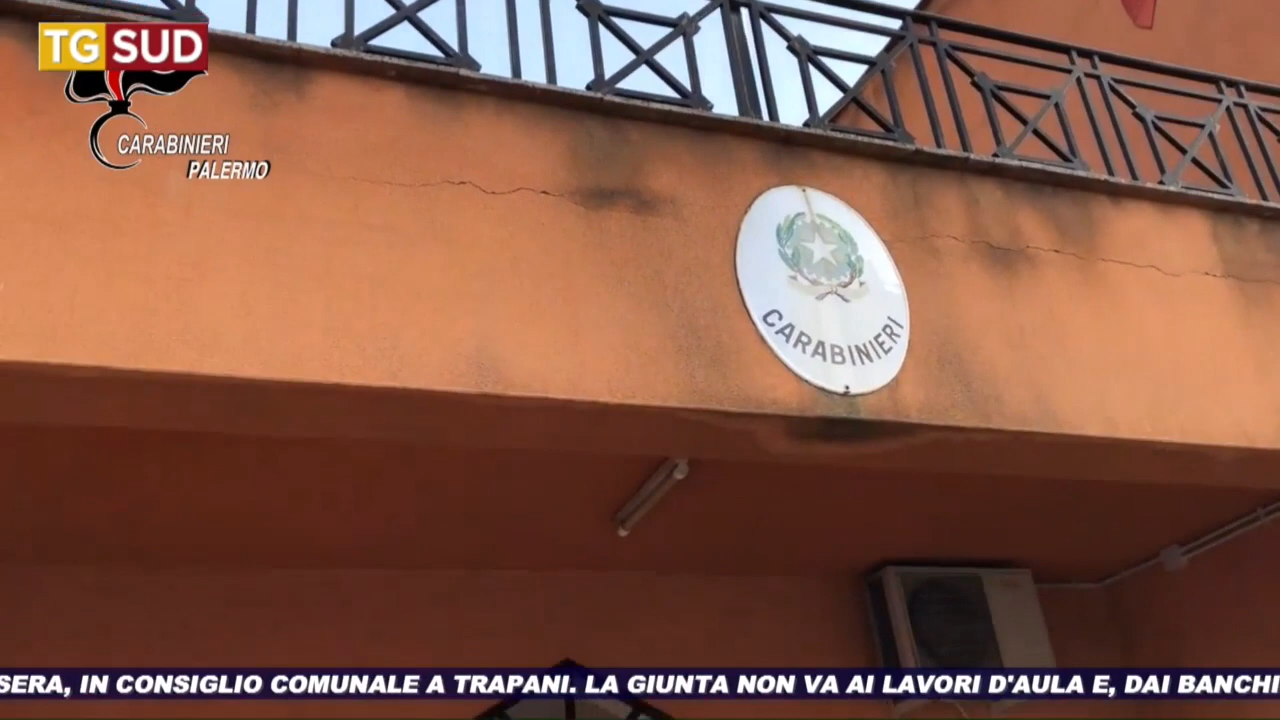 TG SUD
CARABINIERI
PALERMO
CARABINIERI
SERA, IN CONSIGLIO COMUNALE A TRAPANI. LA GIUNTA NON VA AI LAVORI D'AULA E, DAI BANCHI